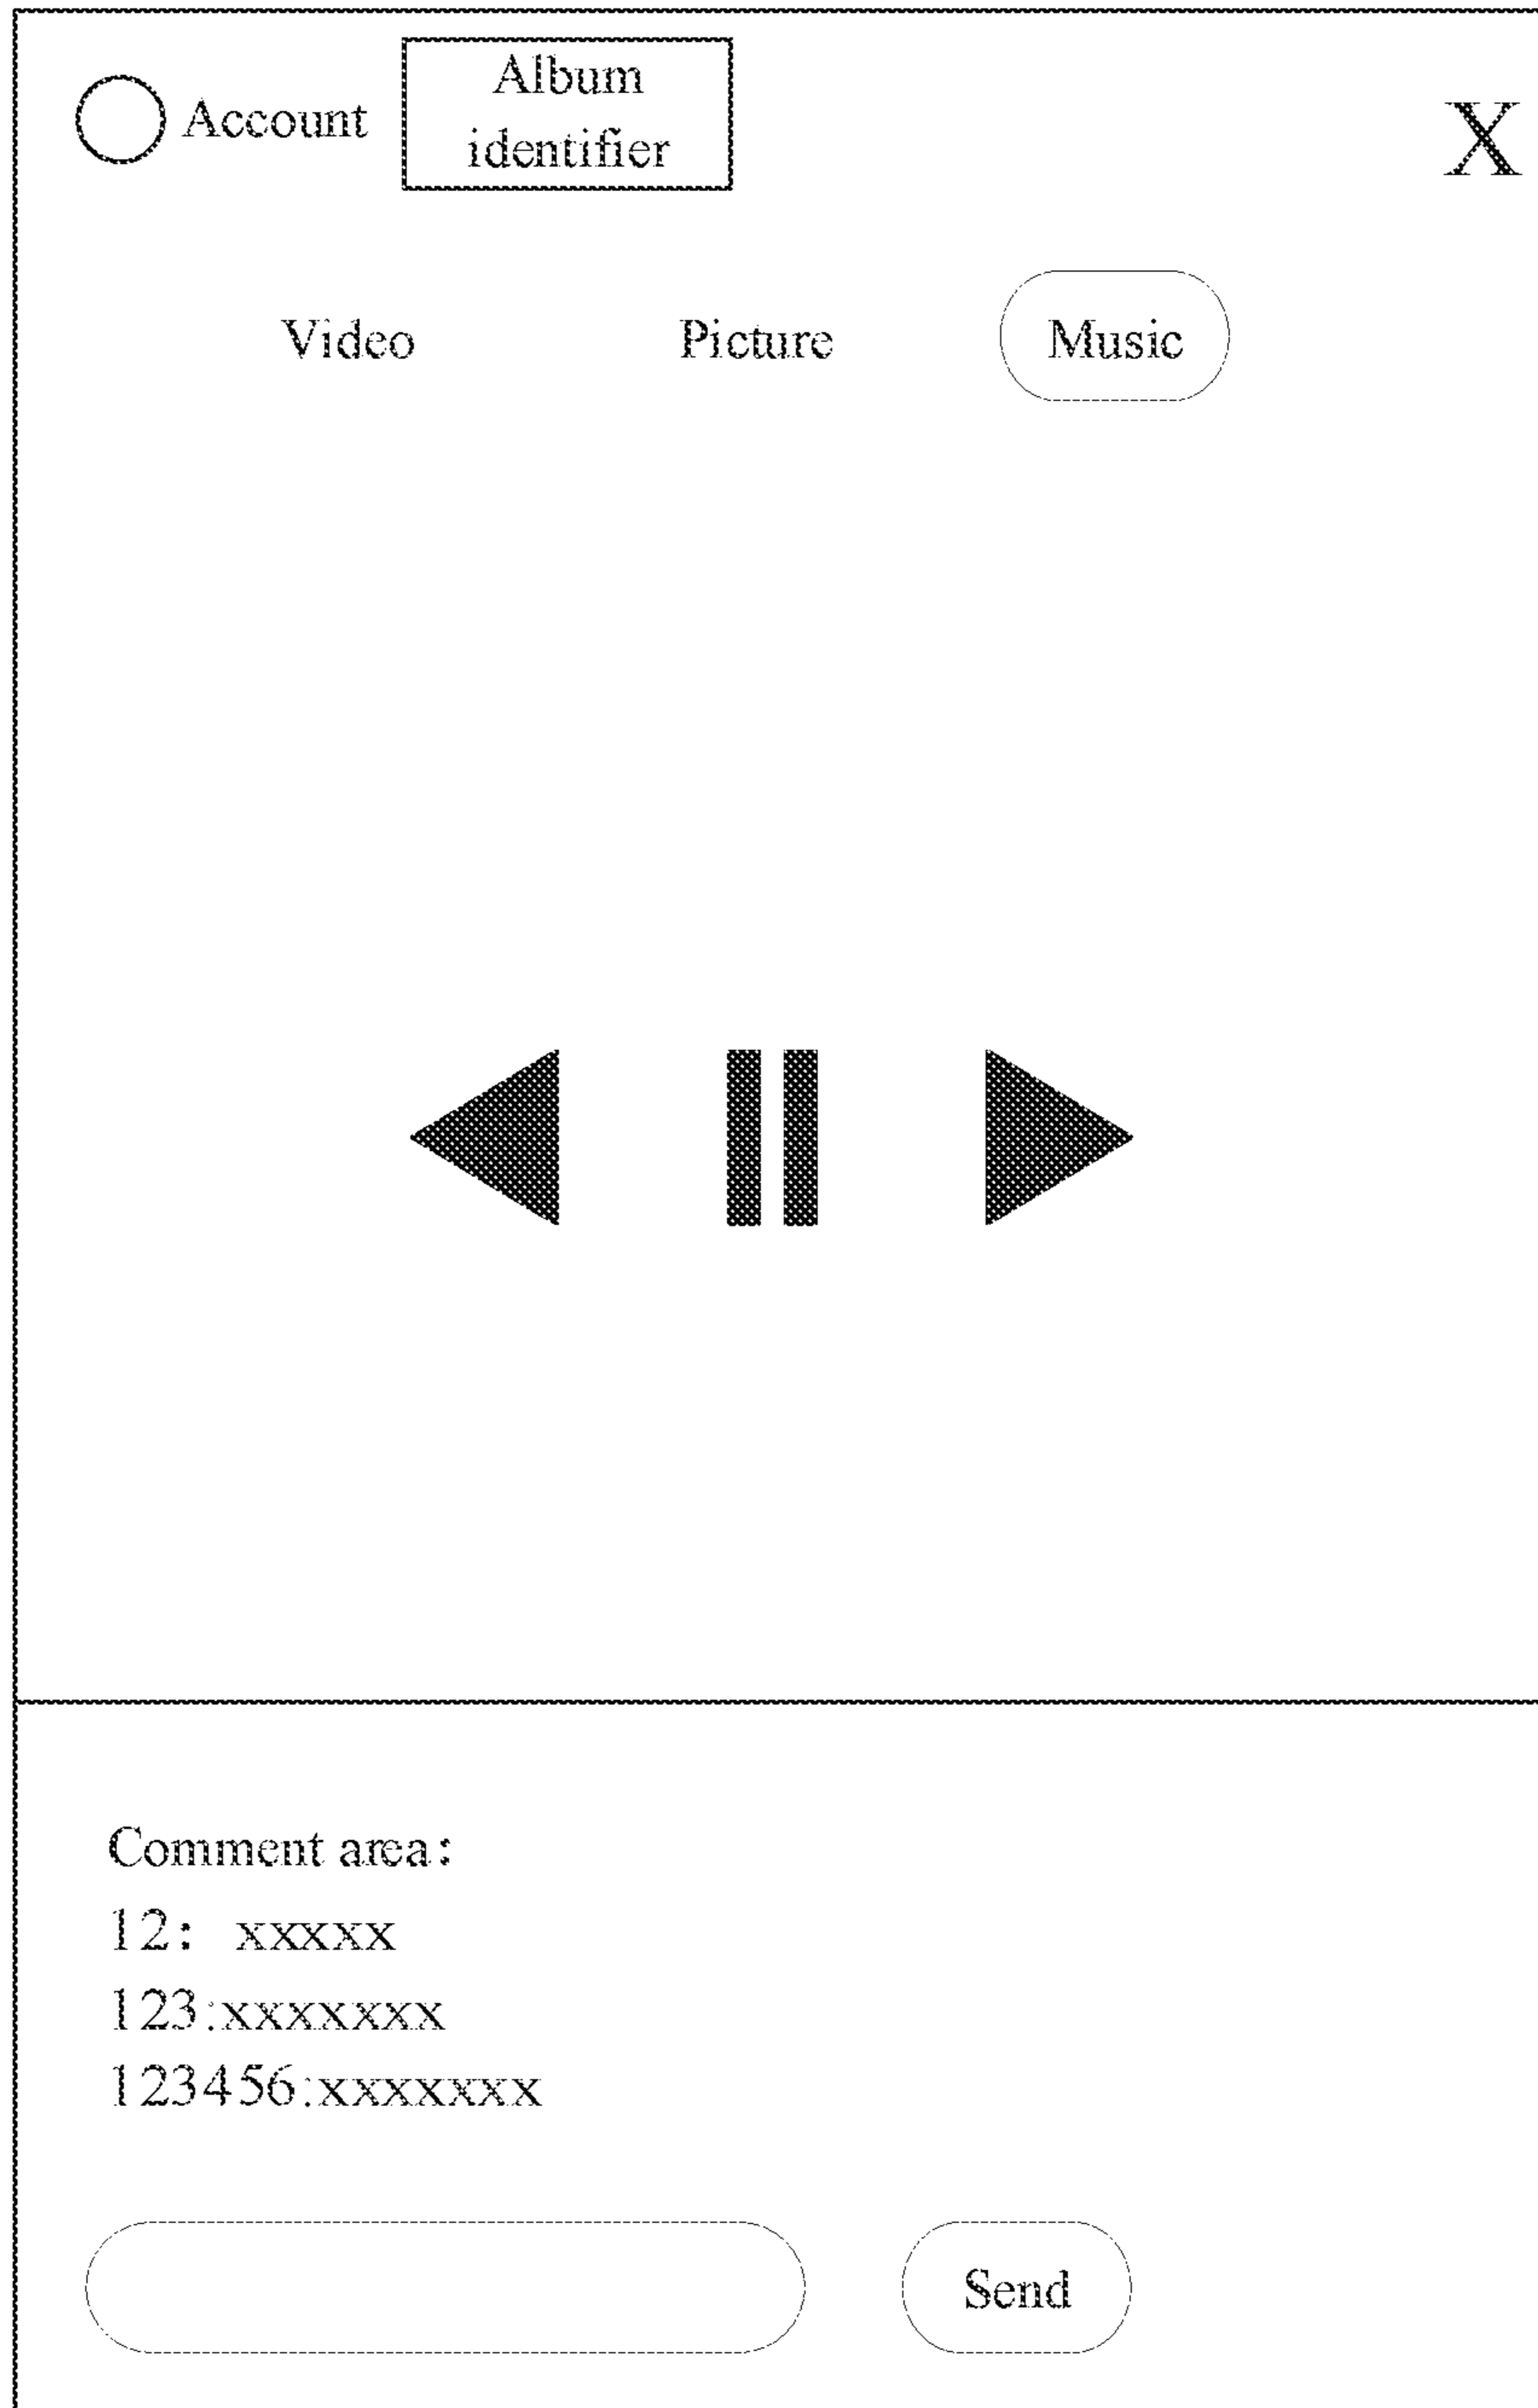 Account
Album
identifier
X
Video Picture Music
Comment area:
12: xxxxx
123:xxxxxxx
123456:xxxxxxx
Send